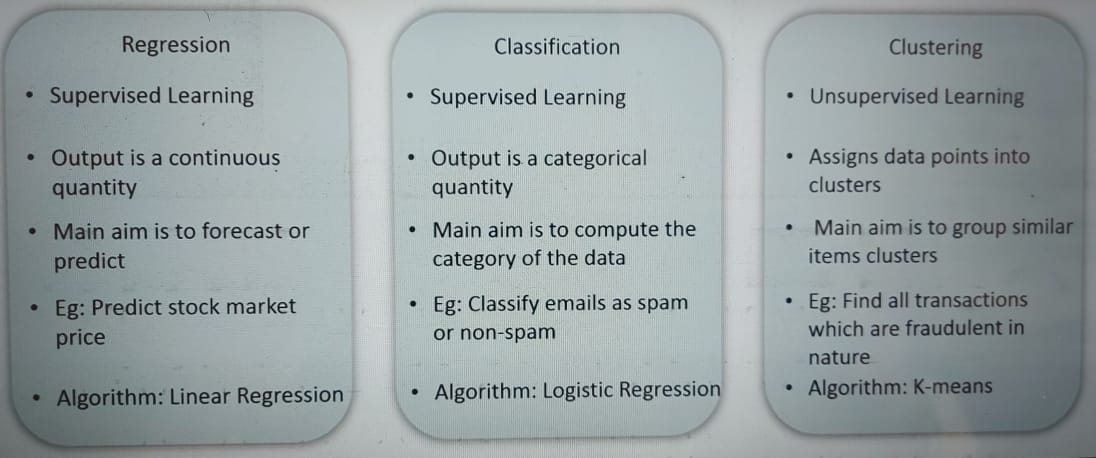 Regression
• Supervised Learning
• Output is a continuous
quantity
• Main aim is to forecast or
predict
• Eg: Predict stock market
price
• Algorithm: Linear Regression
Classification
• Supervised Learning
• Output is a categorical
quantity
• Main aim is to compute the
category of the data
• Eg: Classify emails as spam
or non-spam
• Algorithm: Logistic Regression
Clustering
• Unsupervised Learning
• Assigns data points into
clusters
• Main aim is to group similar
items clusters
• Eg: Find all transactions
which are fraudulent in
nature
• Algorithm: K-means